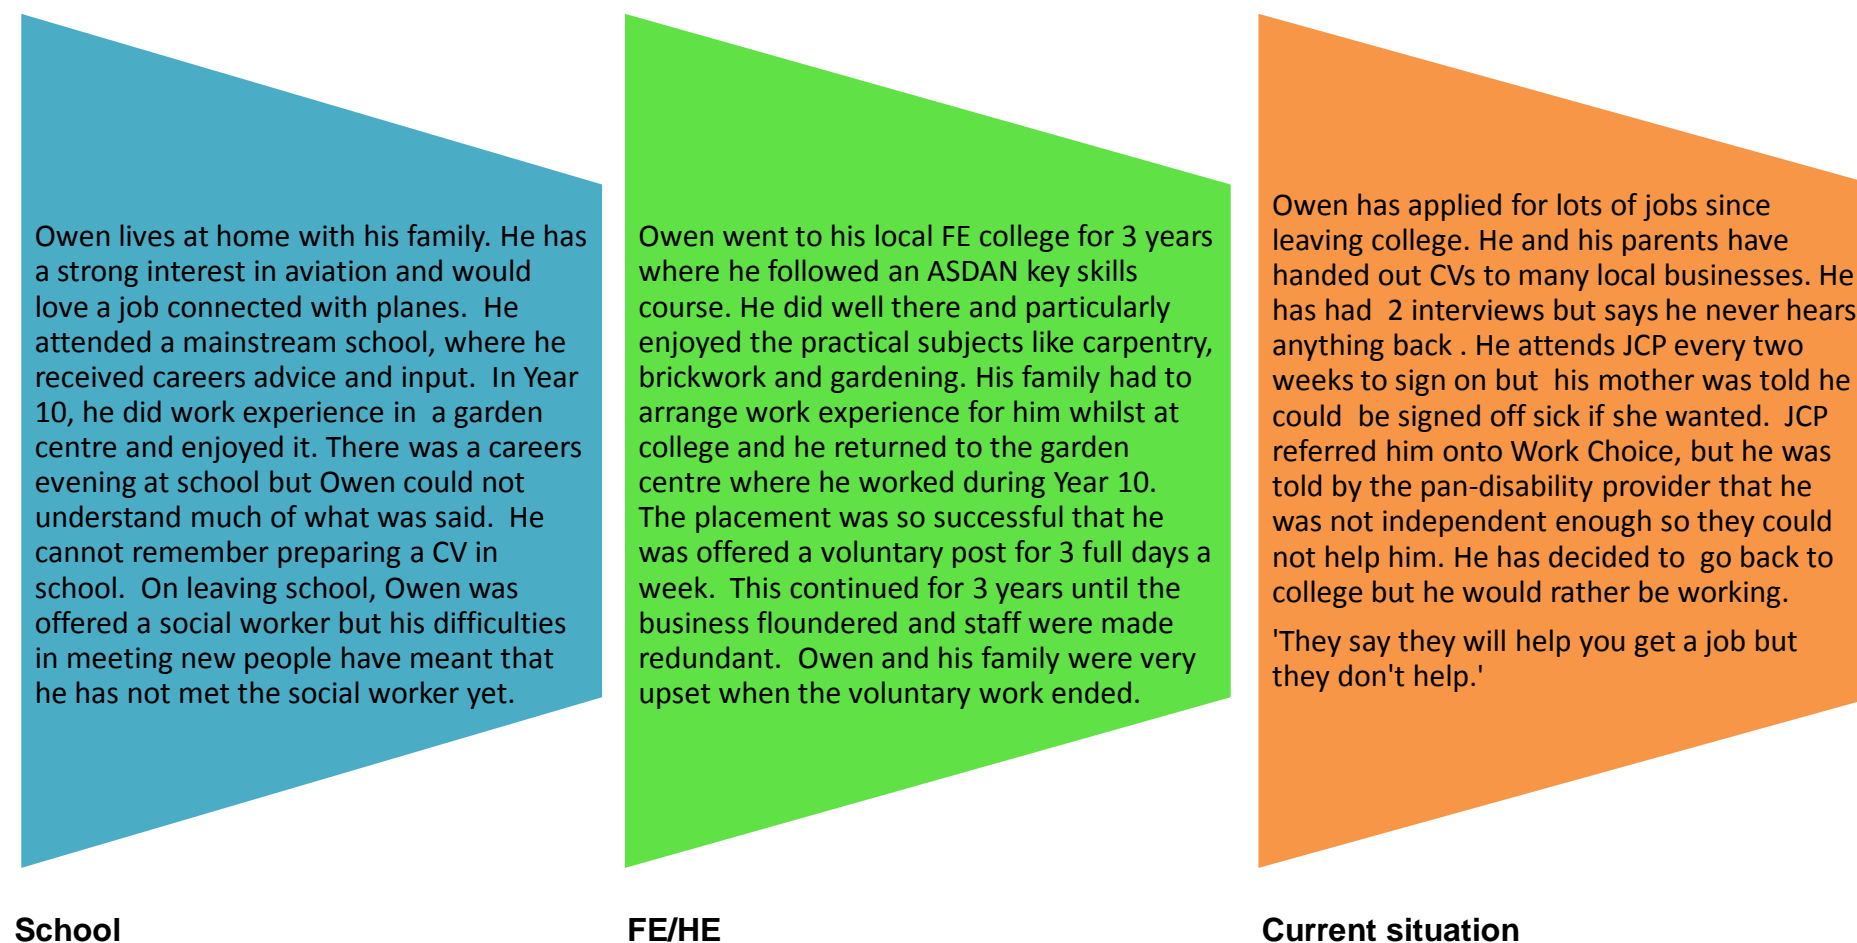 Owen lives at home with his family. He has
a strong interest in aviation and would
love a job connected with planes.  He
attended a mainstream school, where he
received careers advice and input.  In Year
10, he did work experience in  a garden
centre and enjoyed it. There was a careers
evening at school but Owen could not
understand much of what was said.  He
cannot remember preparing a CV in
school.  On leaving school, Owen was
offered a social worker but his difficulties
in meeting new people have meant that
he has not met the social worker yet.
Owen went to his local FE college for 3 years
where he followed an ASDAN key skills
course. He did well there and particularly
enjoyed the practical subjects like carpentry,
brickwork and gardening. His family had to
arrange work experience for him whilst at
college and he returned to the garden
centre where he worked during Year 10.
The placement was so successful that he
was offered a voluntary post for 3 full days a
week.  This continued for 3 years until the
business floundered and staff were made
redundant.  Owen and his family were very
upset when the voluntary work ended.
Owen has applied for lots of jobs since
leaving college. He and his parents have
handed out CVs to many local businesses. He
has had  2 interviews but says he never hears
anything back . He attends JCP every two
weeks to sign on but  his mother was told he
could  be signed off sick if she wanted.  JCP
referred him onto Work Choice, but he was
told by the pan-disability provider that he
was not independent enough so they could
not help him. He has decided to  go back to
college but he would rather be working.
'They say they will help you get a job but
they don't help.'
School
FE/HE
Current situation